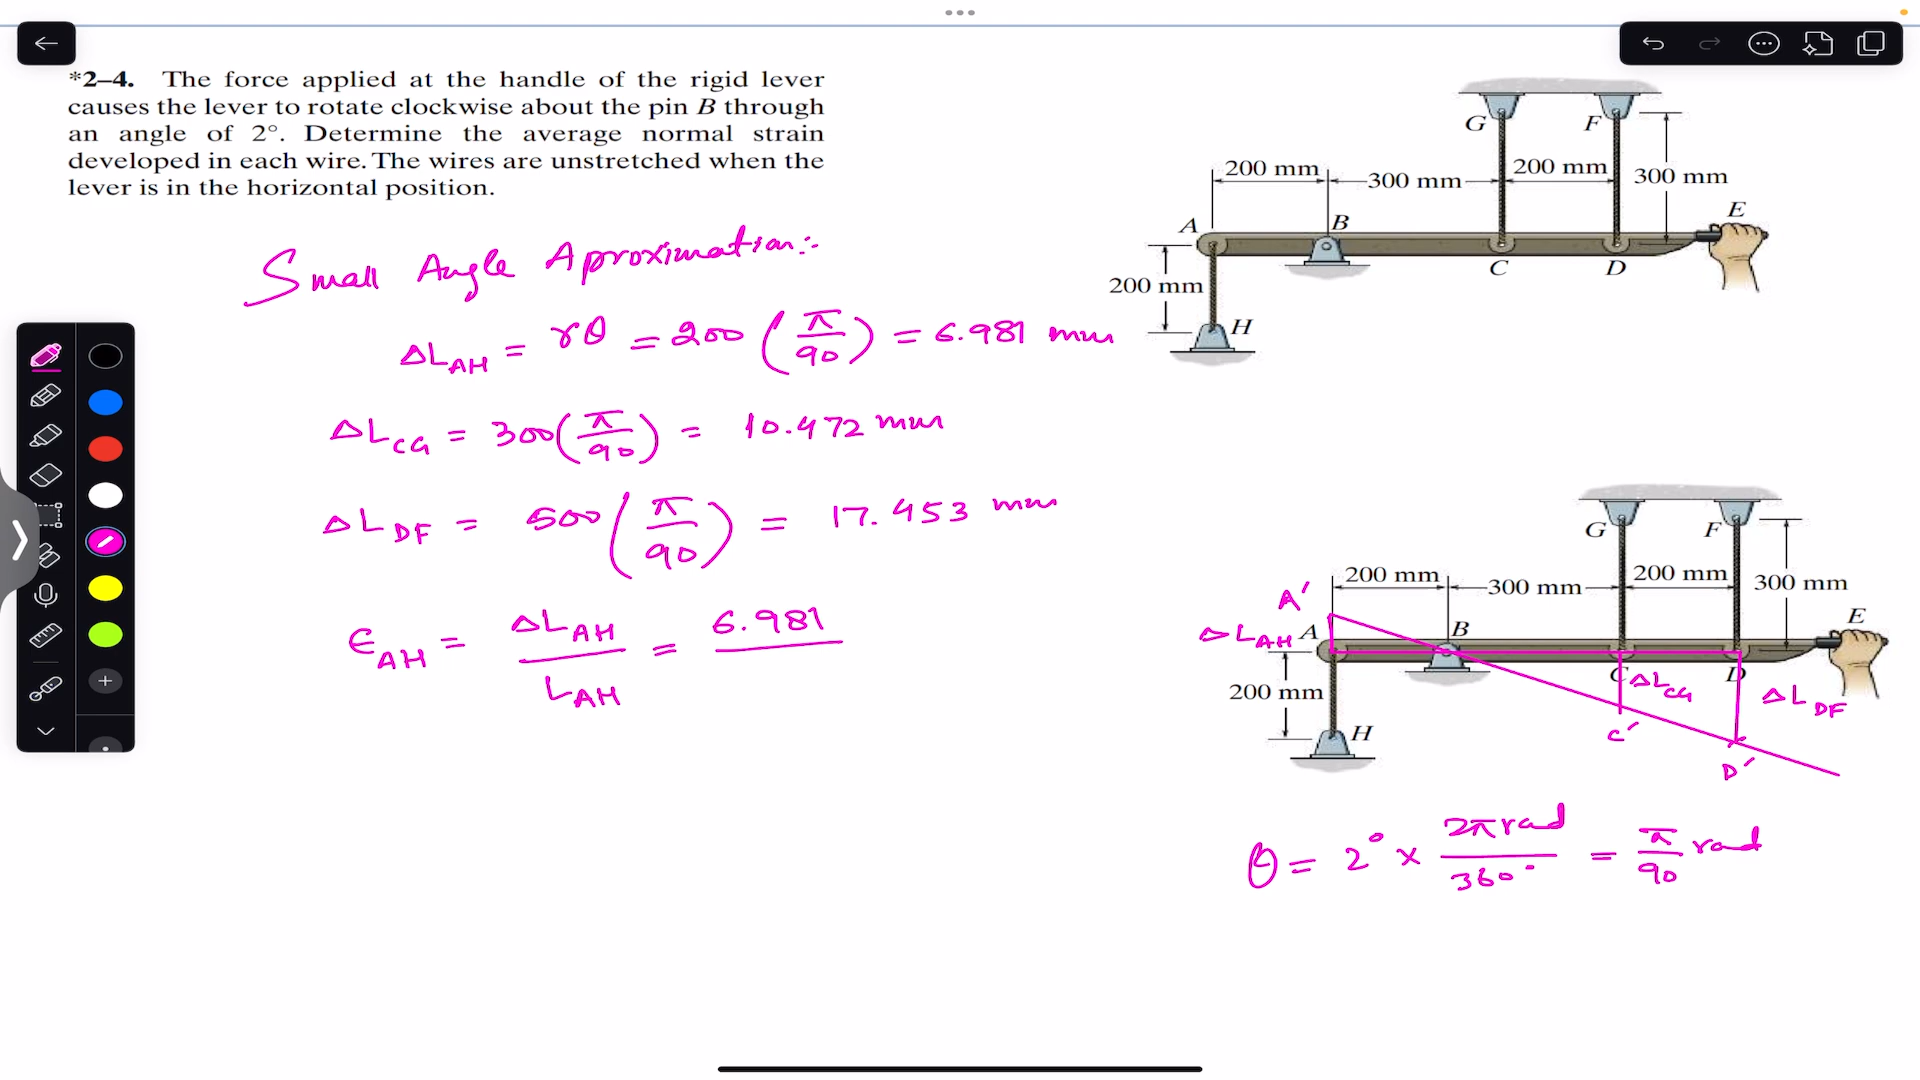 *2–4. The force applied at the handle of the rigid lever
causes the lever to rotate clockwise about the pin B through
an angle of 2°. Determine the average normal strain
developed in each wire. The wires are unstretched when the
lever is in the horizontal position.
Small Angle Aproximation:-
ΔL_AH = rθ = 200 (π/90) = 6.981 mm
ΔL_CG = 300 (π/90) = 10.472 mm
ΔL_DF = 500 (π/90) = 17.453 mm
ε_AH = ΔL_AH / L_AH = 6.981
G F
200 mm 300 mm 200 mm 300 mm
A B E
C D
200 mm
H
G F
200 mm 300 mm 200 mm 300 mm
A' 
ΔL_AH A B E
C ΔL_CG D ΔL_DF
200 mm
H C'
D'
θ = 2° × 2π rad / 360° = π/90 rad